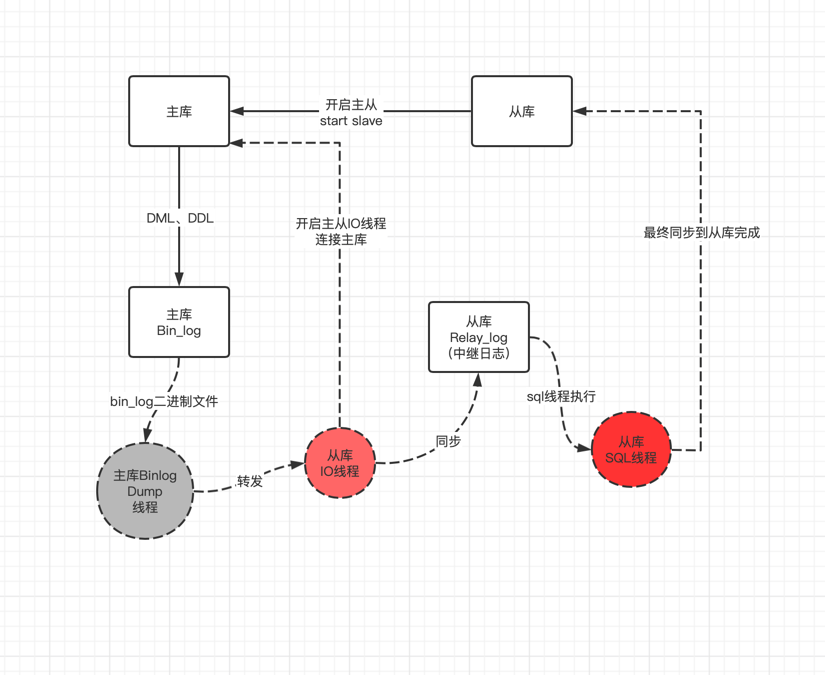 主库
开启主从
start slave
从库
DML、DDL
开启主从IO线程
连接主库
最终同步到从库完成
主库
Bin_log
从库
Relay_log
（中继日志）
bin_log二进制文件
sql线程执行
主库Binlog
Dump
线程
转发
从库
IO线程
同步
从库
SQL线程